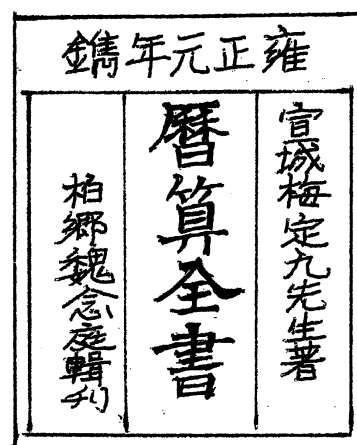 雍正元年鐫
宣城梅定九先生著
曆算全書
柏鄉魏念庭輯刋